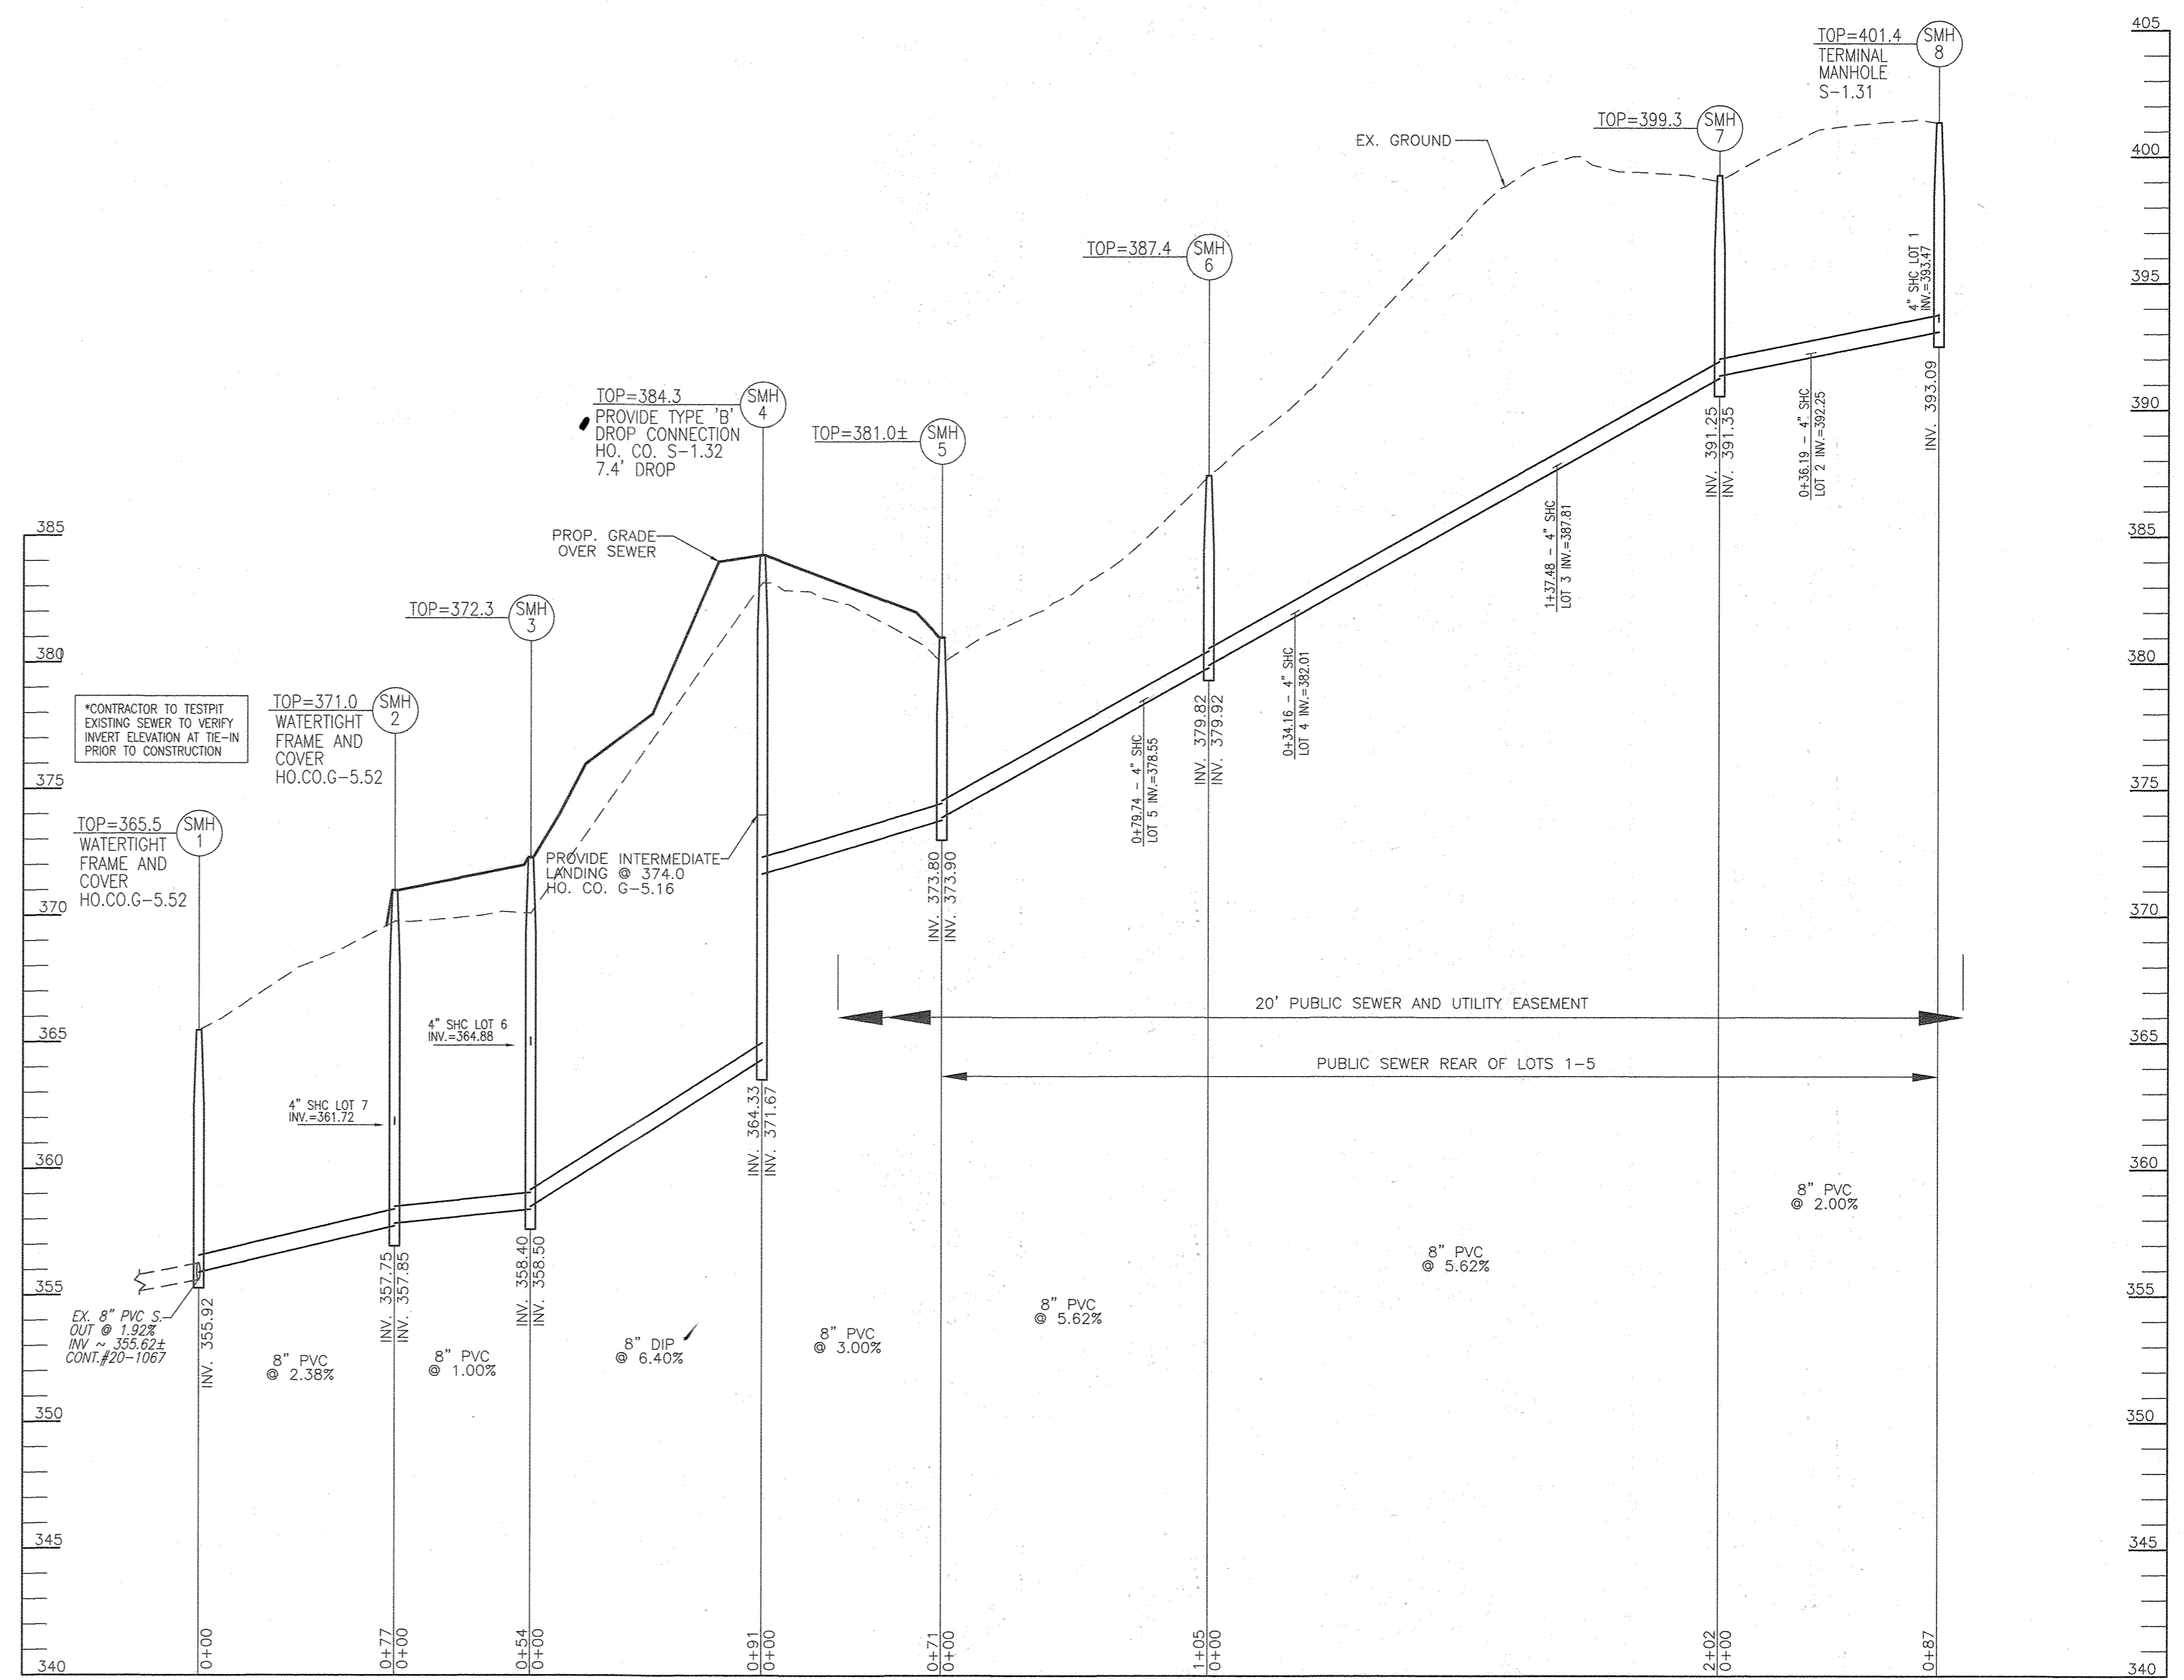 405
TOP=401.4
SMH
8
TERMINAL
MANHOLE
S-1.31
TOP=399.3
SMH
7
EX. GROUND
400
TOP=387.4
SMH
6
4" SHC LOT 1
INV.=393.47
395
TOP=384.3
SMH
4
PROVIDE TYPE 'B'
DROP CONNECTION
HO. CO. S-1.32
7.4' DROP
TOP=381.0±
SMH
5
INV. 391.25
INV. 391.35
0+36.19 - 4" SHC
LOT 2 INV.=392.25
INV. 393.09
390
385
PROP. GRADE
OVER SEWER
1+37.48 - 4" SHC
LOT 3 INV.=387.81
385
TOP=372.3
SMH
3
380
0+34.16 - 4" SHC
LOT 4 INV.=382.01
380
*CONTRACTOR TO TESTPIT
EXISTING SEWER TO VERIFY
INVERT ELEVATION AT TIE-IN
PRIOR TO CONSTRUCTION
TOP=371.0
SMH
2
WATERTIGHT
FRAME AND
COVER
HO.CO.G-5.52
0+79.74 - 4" SHC
LOT 5 INV.=378.55
INV. 379.82
INV. 379.92
375
375
TOP=365.5
SMH
1
WATERTIGHT
FRAME AND
COVER
HO.CO.G-5.52
PROVIDE INTERMEDIATE
LANDING @ 374.0
HO. CO. G-5.16
INV. 373.80
INV. 373.90
370
370
20' PUBLIC SEWER AND UTILITY EASEMENT
365
4" SHC LOT 6
INV.=364.88
365
PUBLIC SEWER REAR OF LOTS 1-5
4" SHC LOT 7
INV.=361.72
INV. 364.33
INV. 371.67
360
360
8" PVC
@ 2.00%
8" PVC
@ 5.62%
355
INV. 357.75
INV. 357.85
INV. 358.40
INV. 358.50
355
EX. 8" PVC S.
OUT @ 1.92%
INV ~ 355.62±
CONT.#20-1067
INV. 355.92
8" PVC
@ 2.38%
8" PVC
@ 1.00%
8" DIP
@ 6.40%
8" PVC
@ 3.00%
8" PVC
@ 5.62%
350
350
345
345
340
0+00
0+77
0+00
0+54
0+00
0+91
0+00
0+71
0+00
1+05
0+00
2+02
0+00
0+87
340